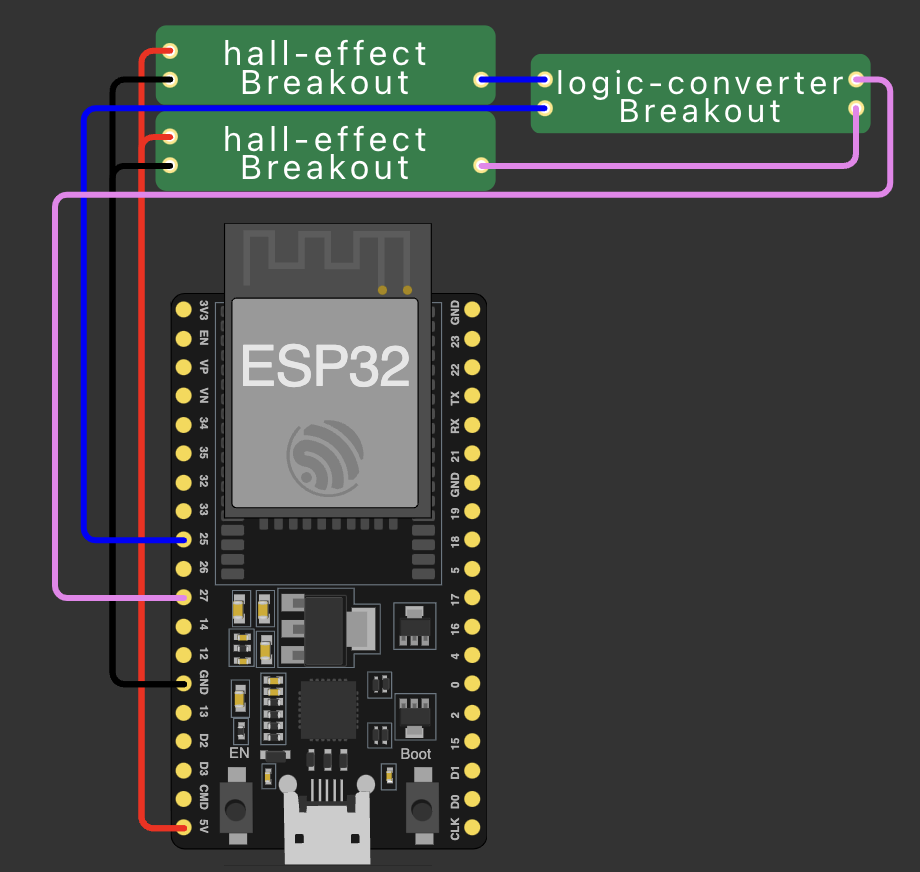 hall-effect
Breakout
logic-converter
Breakout
hall-effect
Breakout
ESP32
3V3
EN
VP
VN
34
35
32
33
25
26
27
14
12
GND
13
D2
D3
CMD
5V
GND
23
22
TX
RX
21
GND
19
18
5
17
16
4
0
2
15
D1
D0
CLK
EN
Boot